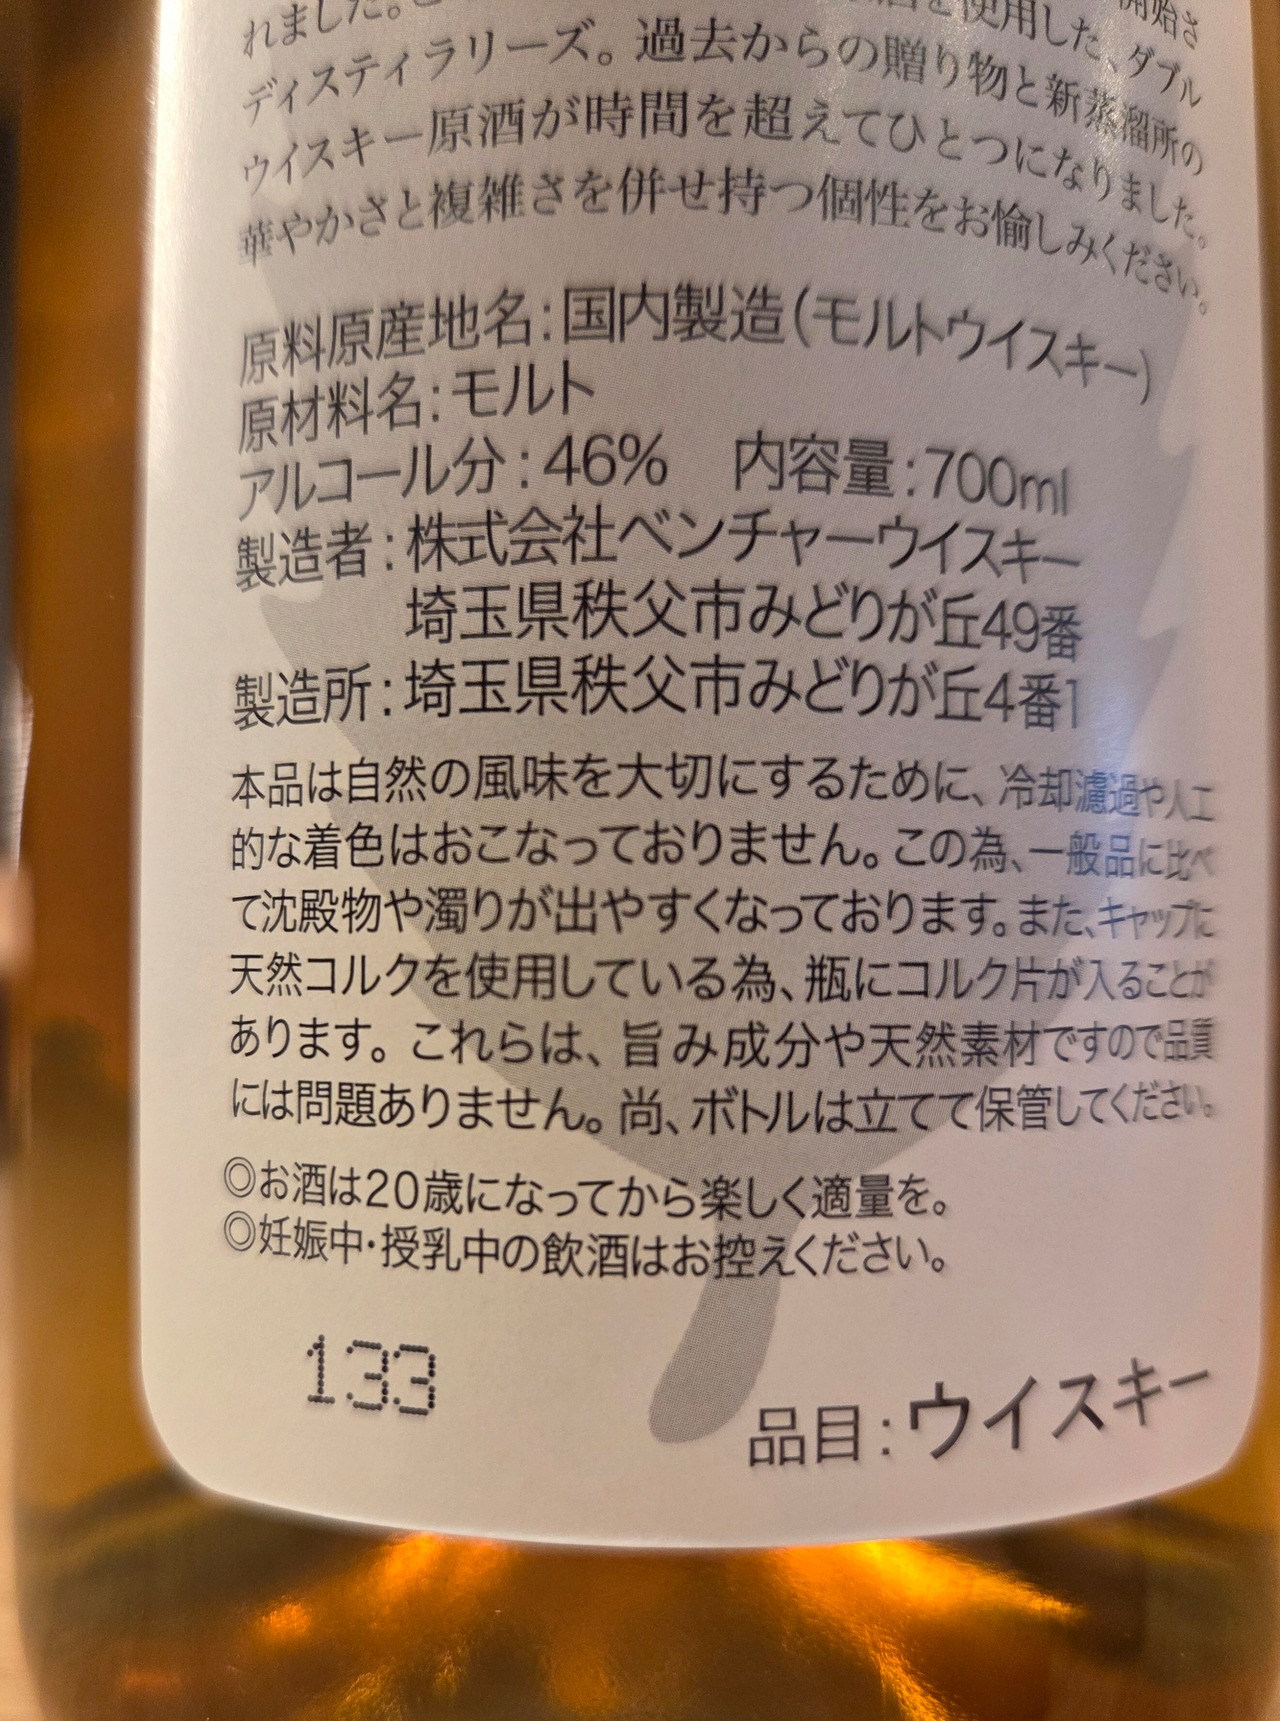 れました。
を使用した、ダブル
ディスティラリーズ。過去からの贈り物と新蒸溜所の
ウイスキー原酒が時間を超えてひとつになりました。
華やかさと複雑さを併せ持つ個性をお愉しみください。
原料原産地名:国内製造(モルトウイスキー)
原材料名:モルト
アルコール分:46% 内容量:700ml
製造者:株式会社ベンチャーウイスキー
埼玉県秩父市みどりが丘49番
製造所:埼玉県秩父市みどりが丘4番1
本品は自然の風味を大切にするために、冷却濾過や人工
的な着色はおこなっておりません。この為、一般品に比べ
て沈殿物や濁りが出やすくなっております。また、キャップに
天然コルクを使用している為、瓶にコルク片が入ることが
あります。これらは、旨み成分や天然素材ですので品質
には問題ありません。尚、ボトルは立てて保管してください。
◎お酒は20歳になってから楽しく適量を。
◎妊娠中・授乳中の飲酒はお控えください。
133
品目:ウイスキー